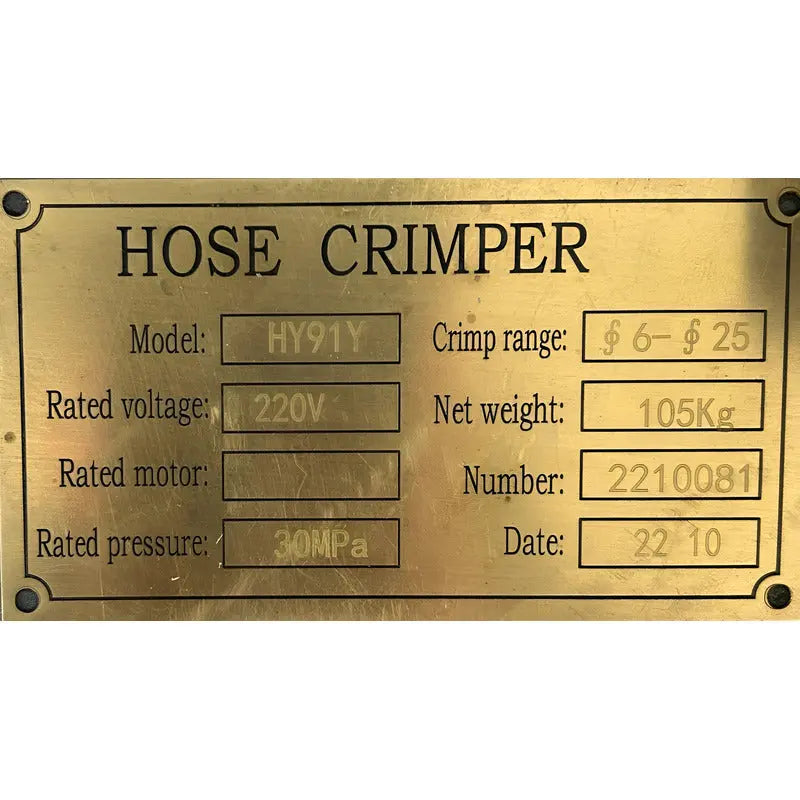 HOSE CRIMPER
Model: HY91Y Crimp range: ∮6-∮25
Rated voltage: 220V Net weight: 105Kg
Rated motor: Number: 2210081
Rated pressure: 30MPa Date: 22 10